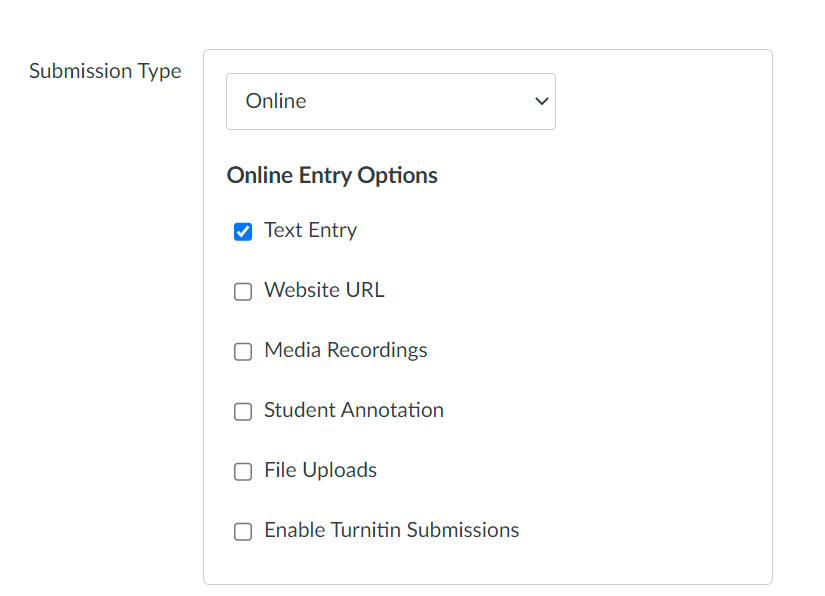 Submission Type
Online
Online Entry Options
Text Entry
Website URL
Media Recordings
Student Annotation
File Uploads
Enable Turnitin Submissions